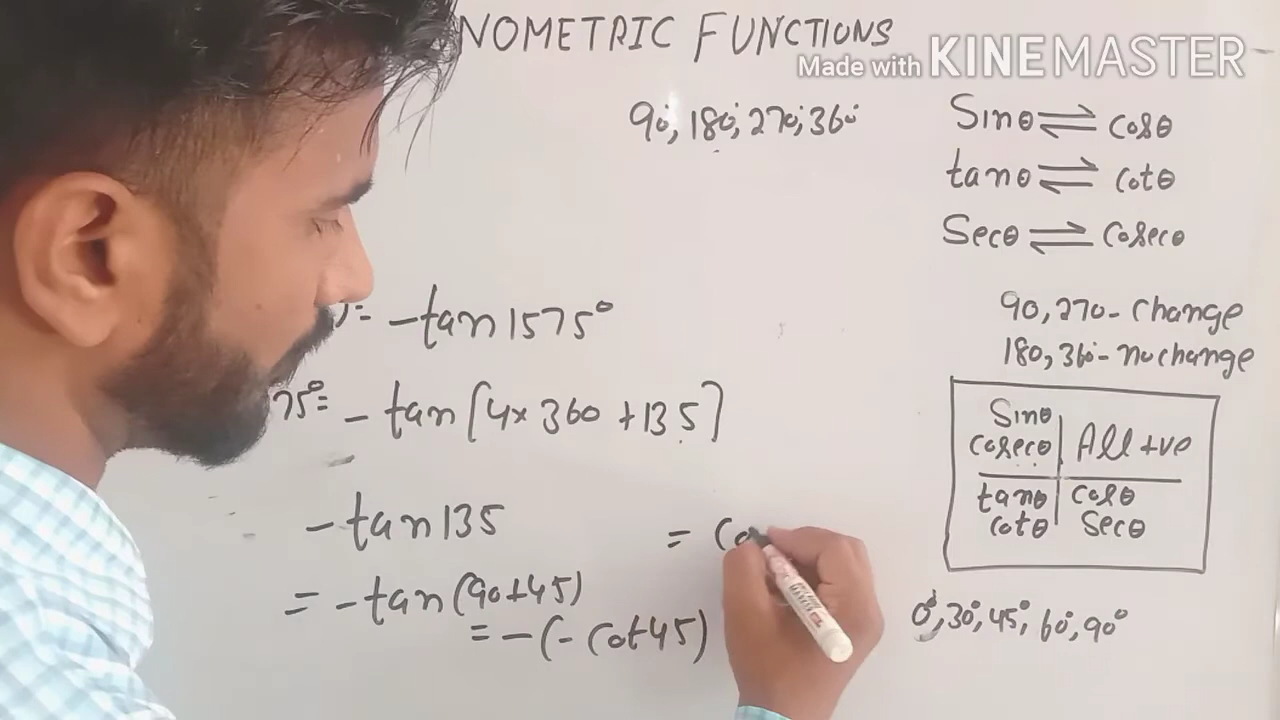 NOMETRIC FUNCTIONS
Made with KINEMASTER
90°, 180°, 270°, 360°
Sinθ ⇌ cosθ
tanθ ⇌ cotθ
Secθ ⇌ Cosecθ
90, 270 - Change
180, 360° - No change
)= -tan 1575°
75° = - tan [4x 360 + 135]
- tan 135
= -tan (90+45)
= - (- cot 45)
= Co
Sinθ
Cosecθ
All +ve
tanθ
cotθ
Cosθ
Secθ
0°, 30°, 45°, 60°, 90°